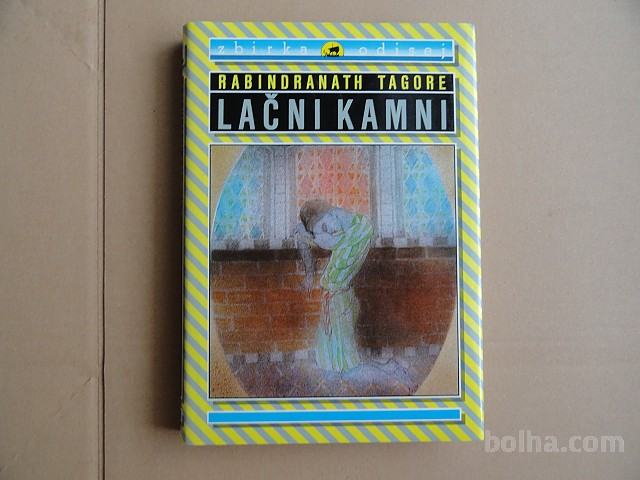 zbirka odisej
RABINDRANATH TAGORE
LAČNI KAMNI
bolha.com